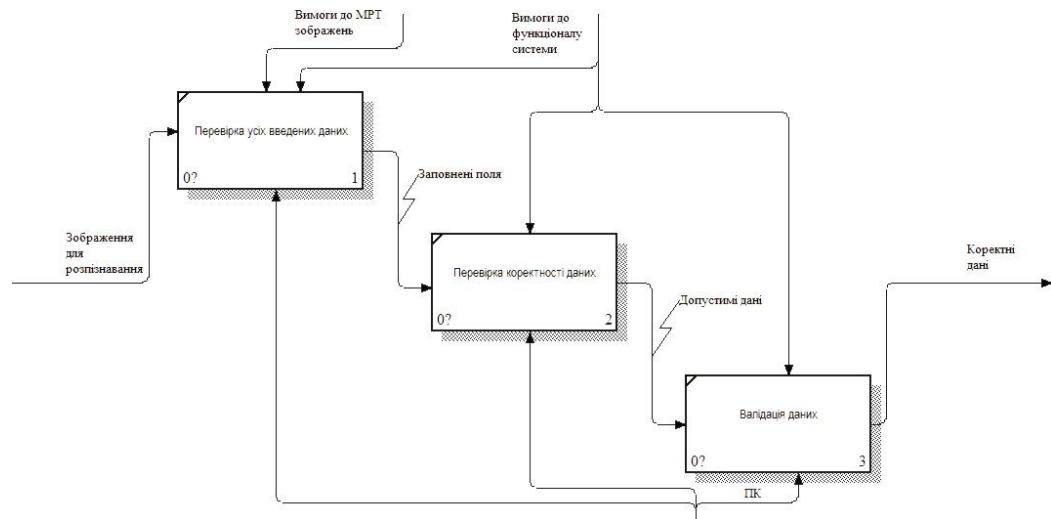 Вимоги до МРТ
зображень
Вимоги до
функціоналу
системи
Перевірка усіх введених даних
0?
1
Заповнені поля
Зображення
для
розпізнавання
Перевірка коректності даних
0?
2
Коректні
дані
Допустимі дані
Валідація даних
0?
3
ПК